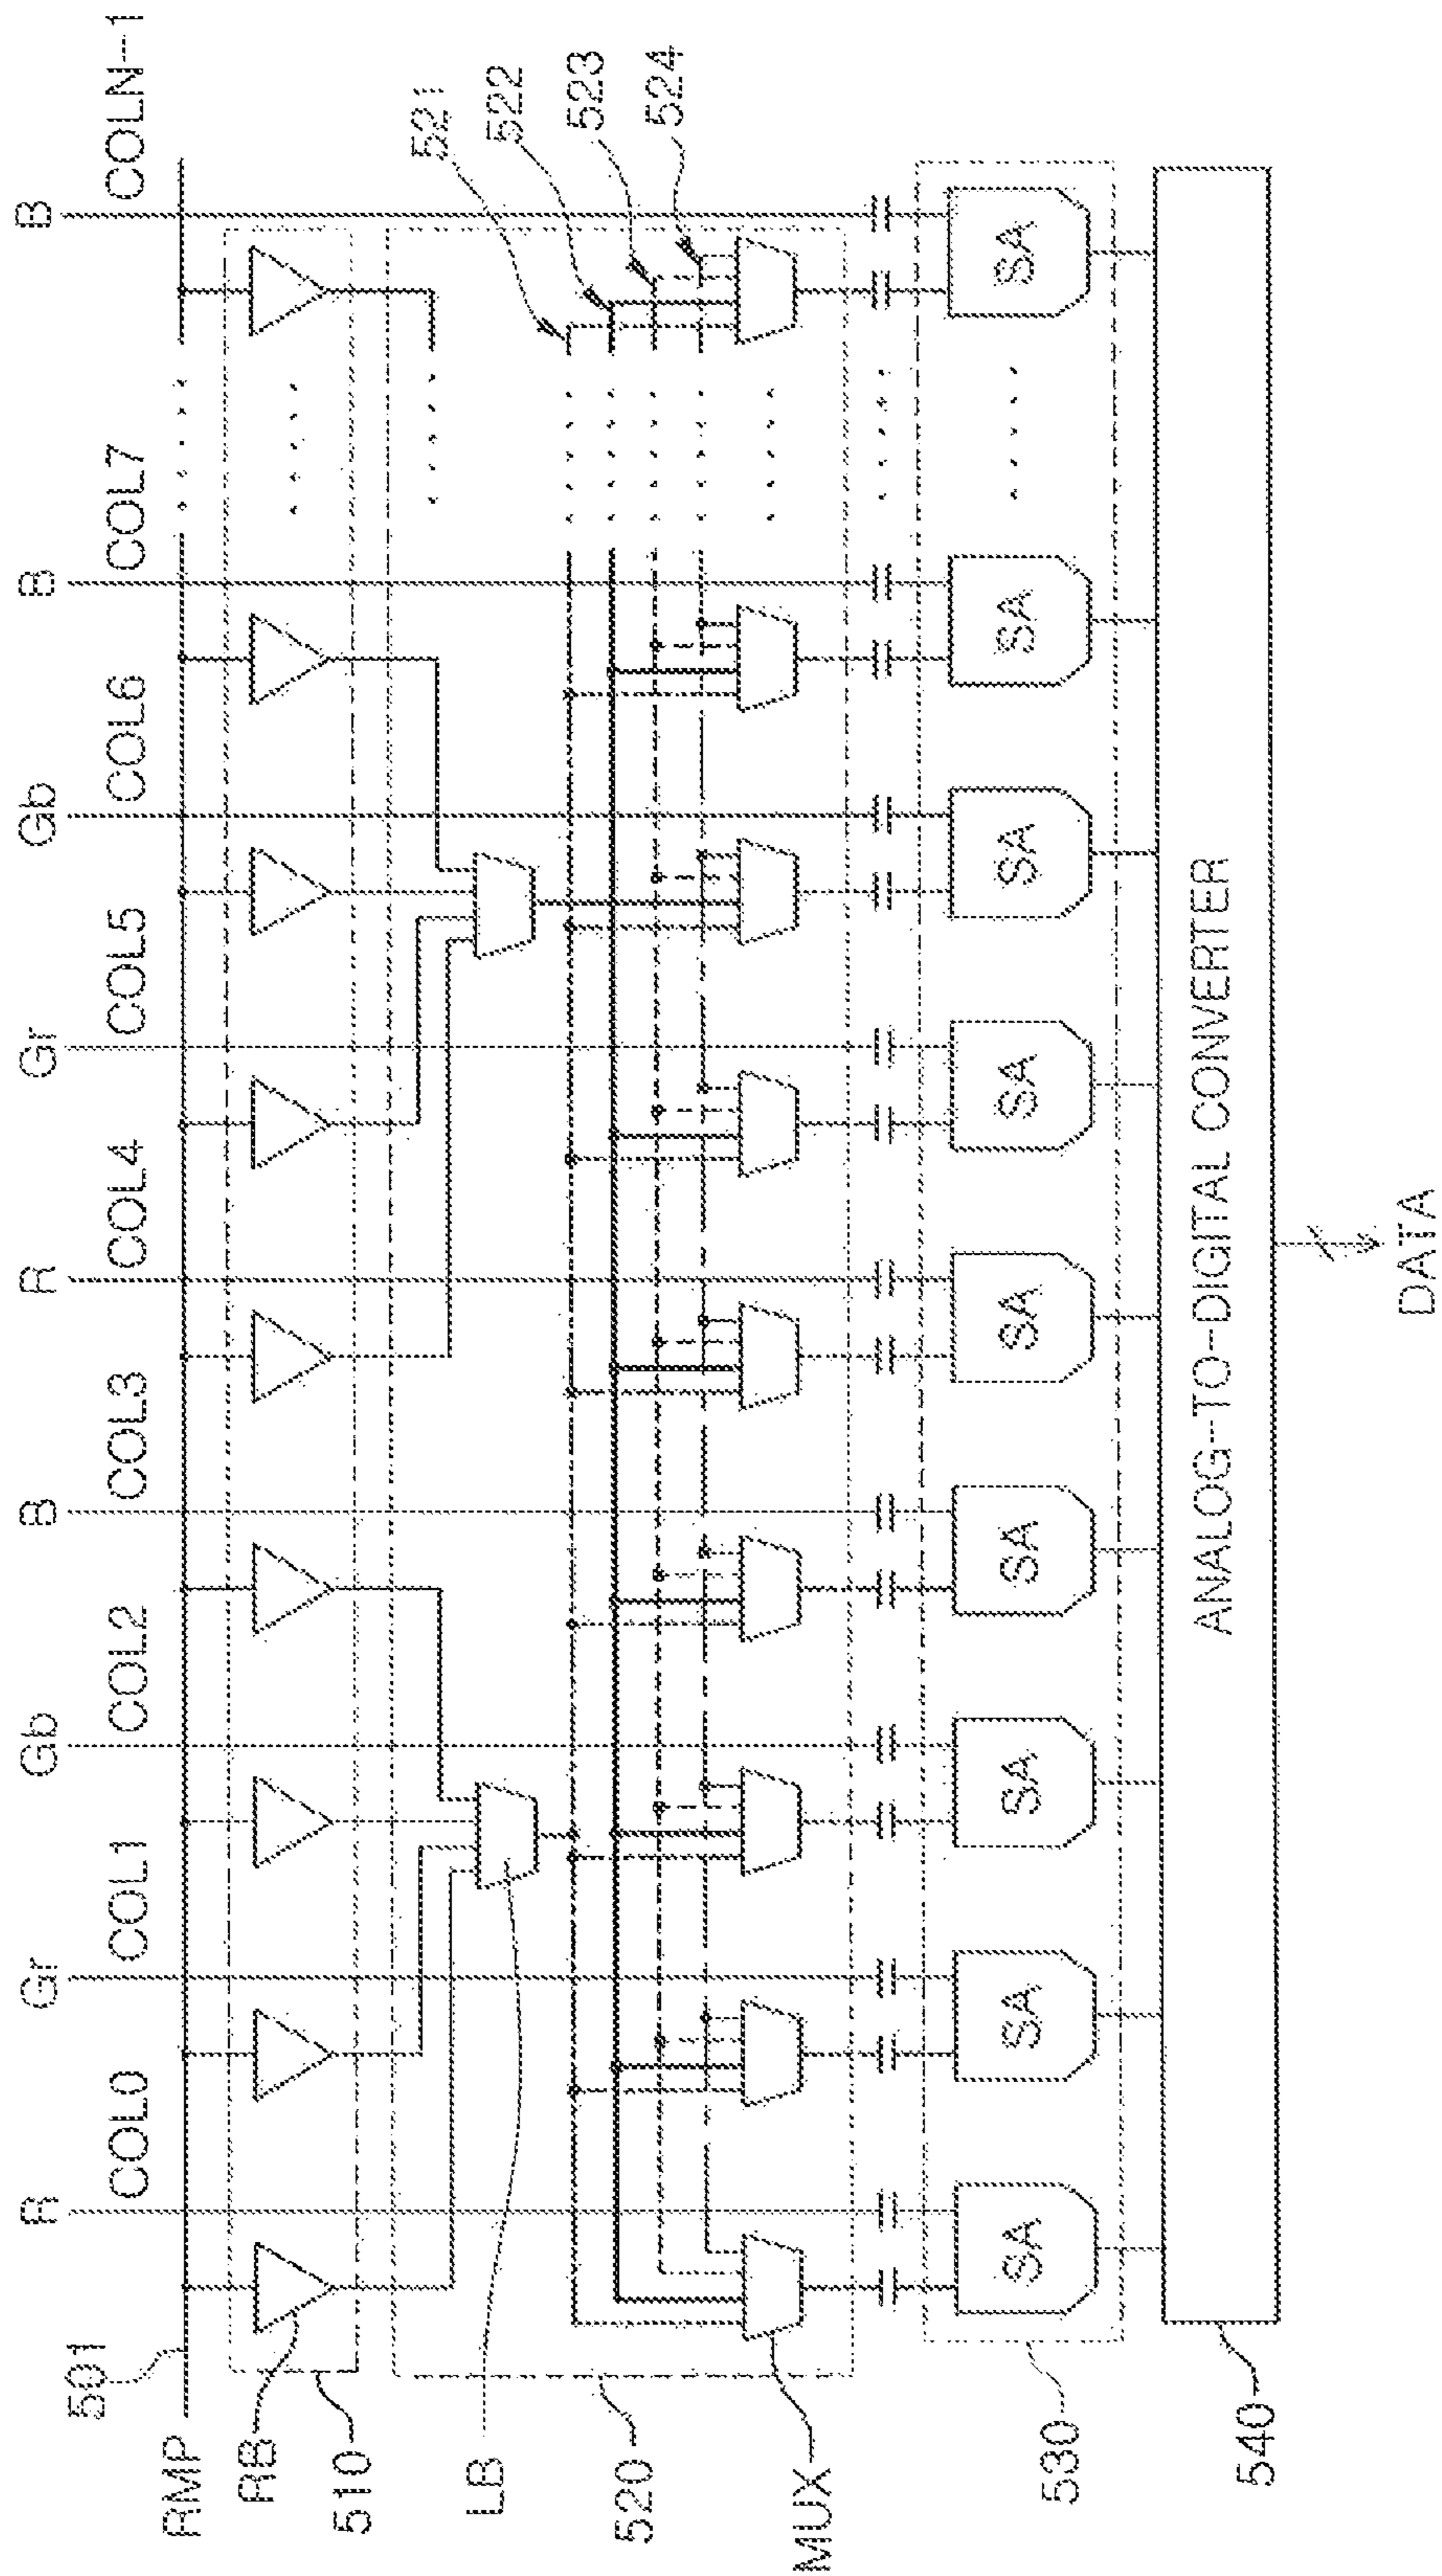 R Gr Gb B R Gr Gb B B
COL0 COL1 COL2 COL3 COL4 COL5 COL6 COL7 COLN-1
501
RMP
RB
510
LB
521
522
523
524
520
MUX
SA SA SA SA SA SA SA SA SA
530
ANALOG-TO-DIGITAL CONVERTER
540
DATA